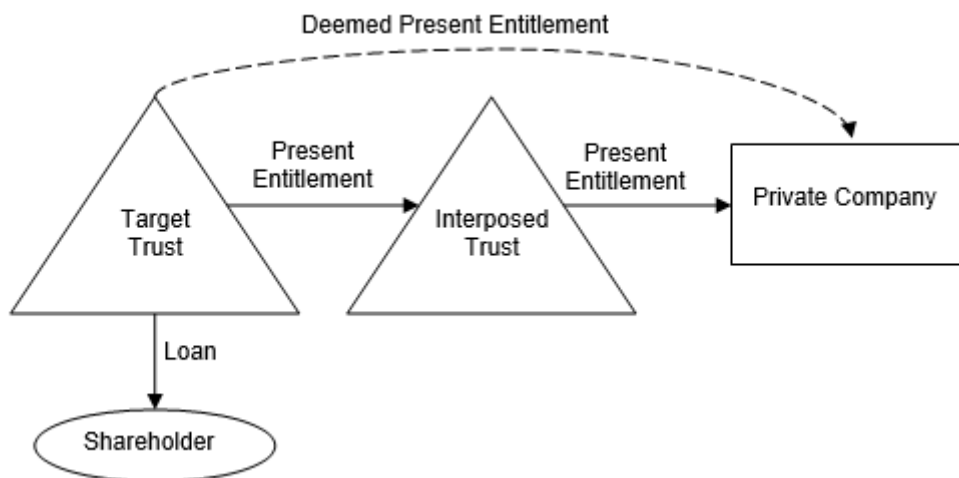 Deemed Present Entitlement
Present
Entitlement
Present
Entitlement
Target
Trust
Interposed
Trust
Private Company
Loan
Shareholder